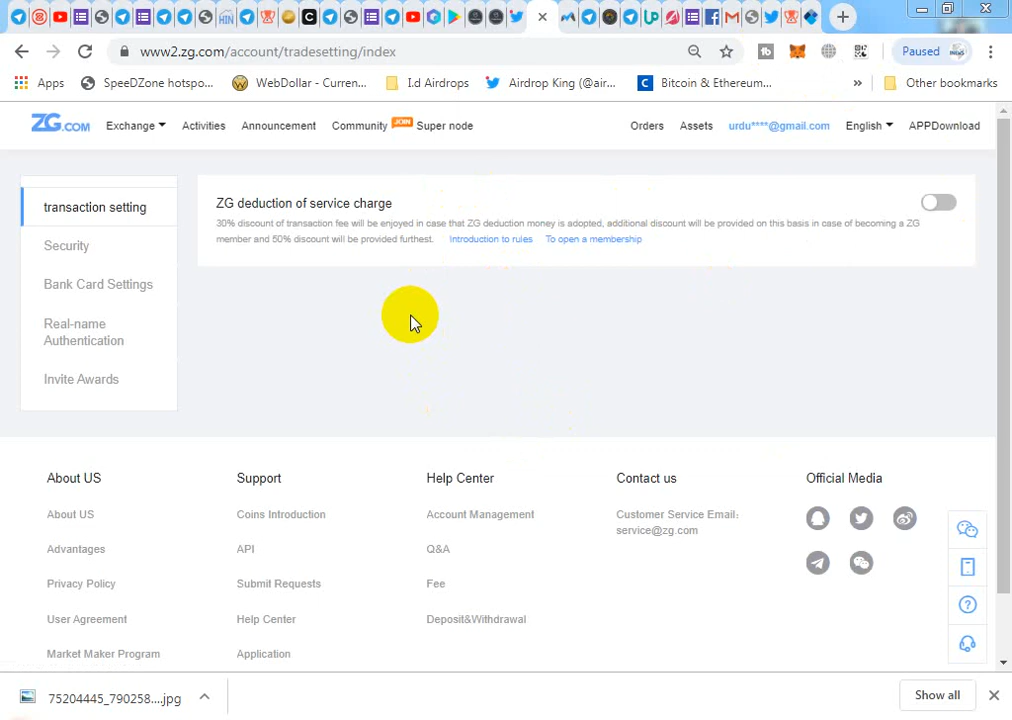 www2.zg.com/account/tradesetting/index
Paused
Apps
SpeeDZone hotspo...
WebDollar - Curren...
I.d Airdrops
Airdrop King (@air...
Bitcoin & Ethereum...
»
Other bookmarks
ZG.COM
Exchange
Activities
Announcement
Community
JOIN
Super node
Orders
Assets
urdu****@gmail.com
English
APPDownload
transaction setting
Security
Bank Card Settings
Real-name
Authentication
Invite Awards
ZG deduction of service charge
30% discount of transaction fee will be enjoyed in case that ZG deduction money is adopted, additional discount will be provided on this basis in case of becoming a ZG
member and 50% discount will be provided furthest. Introduction to rules To open a membership
About US
About US
Advantages
Privacy Policy
User Agreement
Market Maker Program
Support
Coins Introduction
API
Submit Requests
Help Center
Application
Help Center
Account Management
Q&A
Fee
Deposit&Withdrawal
Contact us
Customer Service Email:
service@zg.com
Official Media
75204445_790258....jpg
Show all